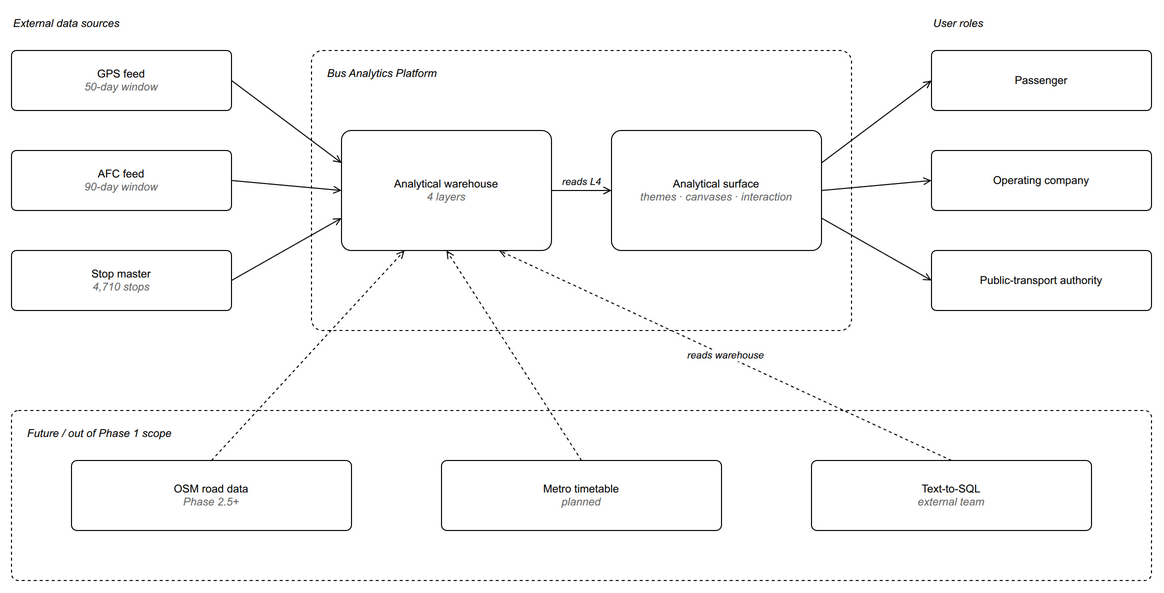 External data sources
User roles
GPS feed
50-day window
AFC feed
90-day window
Stop master
4,710 stops
Bus Analytics Platform
Analytical warehouse
4 layers
reads L4
Analytical surface
themes · canvases · interaction
Passenger
Operating company
Public-transport authority
reads warehouse
Future / out of Phase 1 scope
OSM road data
Phase 2.5+
Metro timetable
planned
Text-to-SQL
external team